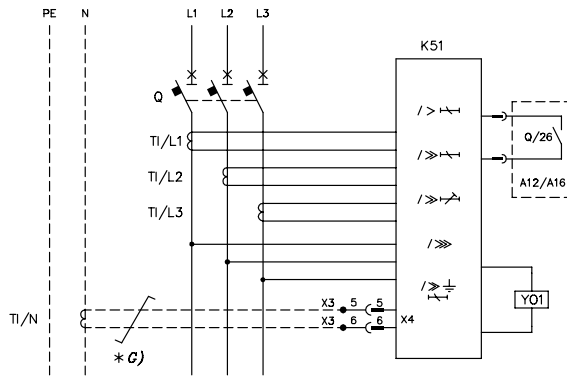 PE N L1 L2 L3
K51
Q
I > 
Q/26
TI/L1
I >>
A12/A16
TI/L2
I >>
TI/L3
I >>>
I >>
X3 5 5
YO1
TI/N
X4
X3 6 6
*G)